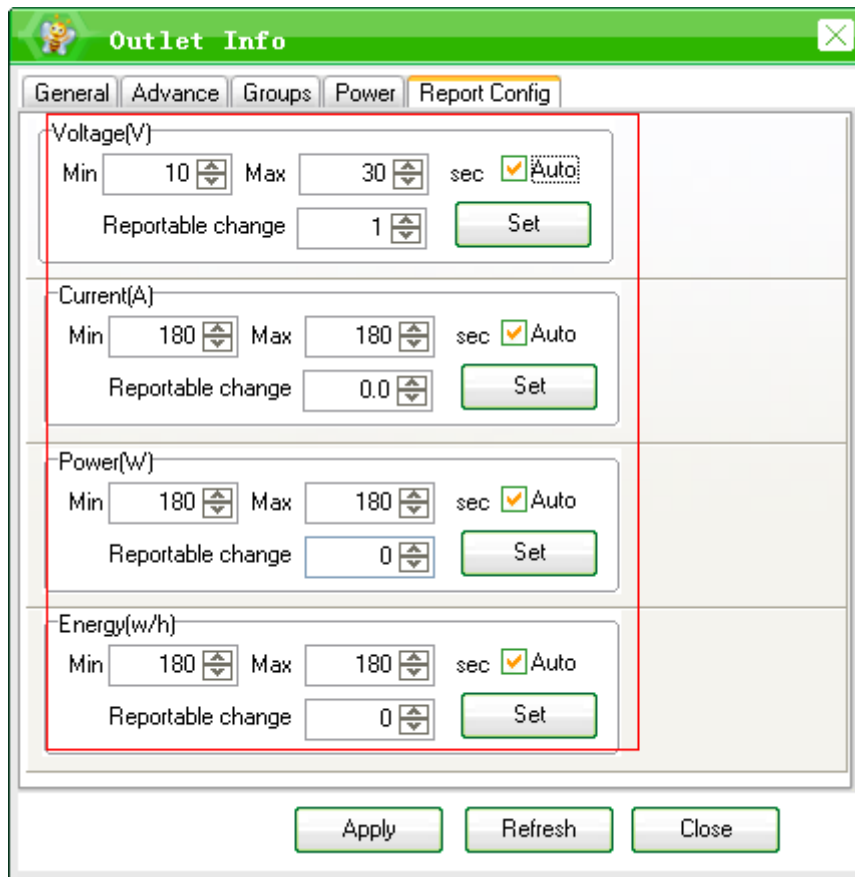 Outlet Info
General Advance Groups Power Report Config
Voltage(V)
Min 10 Max 30 sec Auto
Reportable change 1 Set
Current(A)
Min 180 Max 180 sec Auto
Reportable change 0.0 Set
Power(W)
Min 180 Max 180 sec Auto
Reportable change 0 Set
Energy(w/h)
Min 180 Max 180 sec Auto
Reportable change 0 Set
Apply Refresh Close